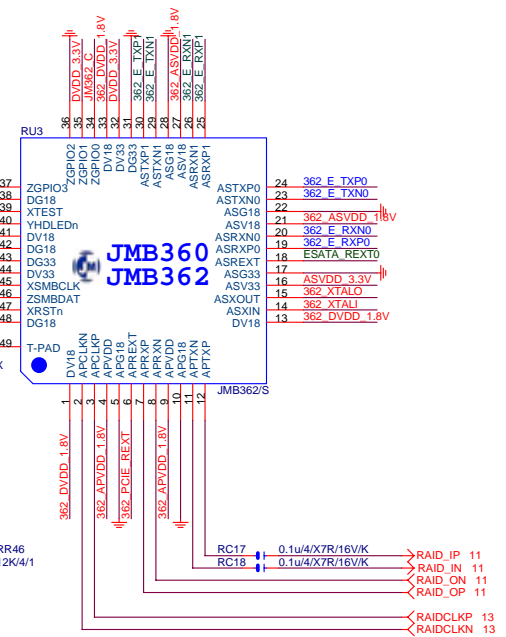 DVDD_3.3V
JM362_C
362_DVDD_1.8V
DVDD_3.3V
362_E_TXP1
362_E_TXN1
362_ASVDD_1.8V
362_E_RXN1
362_E_RXP1
36
35
34
33
32
31
30
29
28
27
26
25
RU3
ZGPIO2
ZGPIO1
ZGPIO0
DV18
DV33
DG33
ASTXP1
ASTXN1
ASG18
ASV18
ASRXN1
ASRXP1
37 ZGPIO3
38 DG18
39 XTEST
40 YHDLEDn
41 DV18
42 DG18
43 DG33
44 DV33
45 XSMBCLK
46 ZSMBDAT
47 XRSTn
48 DG18
49 T-PAD
JMB360
JMB362
ASTXP0 24 362_E_TXP0
ASTXN0 23 362_E_TXN0
ASG18 22
ASV18 21 362_ASVDD_1.8V
ASRXN0 20 362_E_RXN0
ASRXP0 19 362_E_RXP0
ASREXT 18 ESATA_REXT0
ASG33 17
ASV33 16 ASVDD_3.3V
ASXOUT 15 362_XTALO
ASXIN 14 362_XTALI
DV18 13 362_DVDD_1.8V
DV18
APCLKN
APCLKP
APVDD
APG18
APREXT
APRXP
APRXN
APVDD
APG18
APTXN
APTXP
JMB362/S
1
2
3
4
5
6
7
8
9
10
11
12
362_DVDD_1.8V
362_APVDD_1.8V
362_PCIE_REXT
362_APVDD_1.8V
RR46
12K/4/1
RC17 0.1u/4/X7R/16V/K RAID_IP 11
RC18 0.1u/4/X7R/16V/K RAID_IN 11
RAID_ON 11
RAID_OP 11
RAIDCLKP 13
RAIDCLKN 13